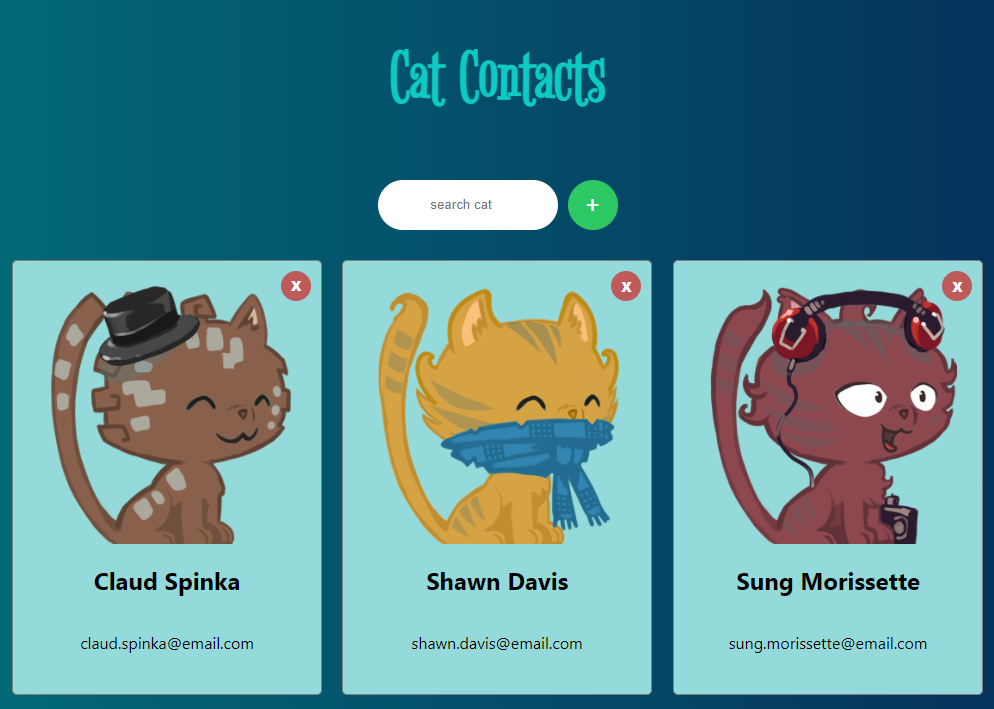 Cat Contacts
search cat +
x x x
Claud Spinka Shawn Davis Sung Morissette
claud.spinka@email.com shawn.davis@email.com sung.morissette@email.com